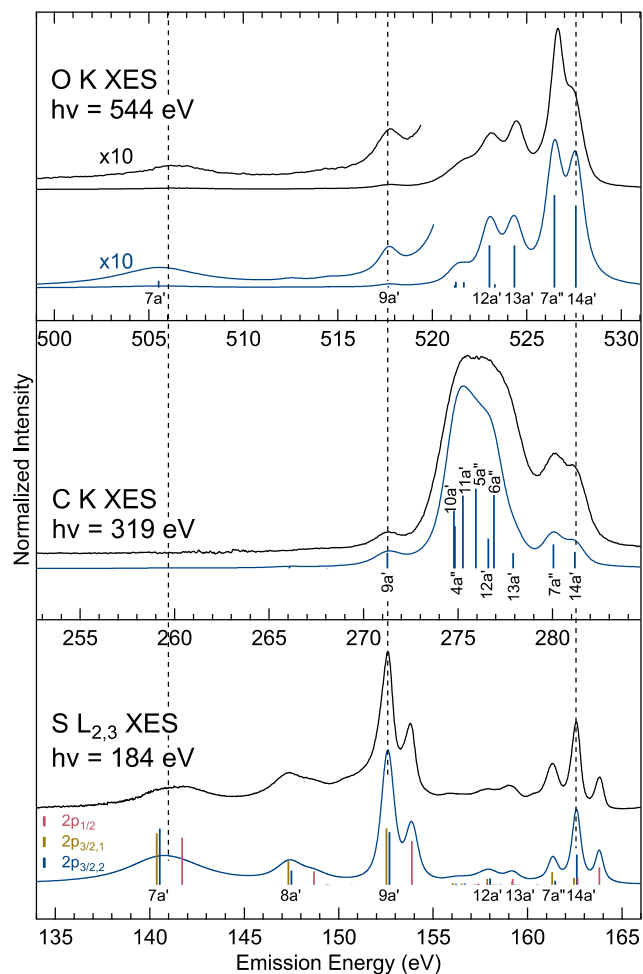 O K XES
hν = 544 eV
x10
x10
7a' 9a' 12a' 13a' 7a" 14a'
500 505 510 515 520 525 530
Normalized Intensity
C K XES
hν = 319 eV
10a' 11a' 5a" 6a"
9a' 4a" 12a' 13a' 7a" 14a'
255 260 265 270 275 280
S L2,3 XES
hν = 184 eV
2p1/2
2p3/2,1
2p3/2,2
7a' 8a' 9a' 12a' 13a' 7a" 14a'
135 140 145 150 155 160 165
Emission Energy (eV)